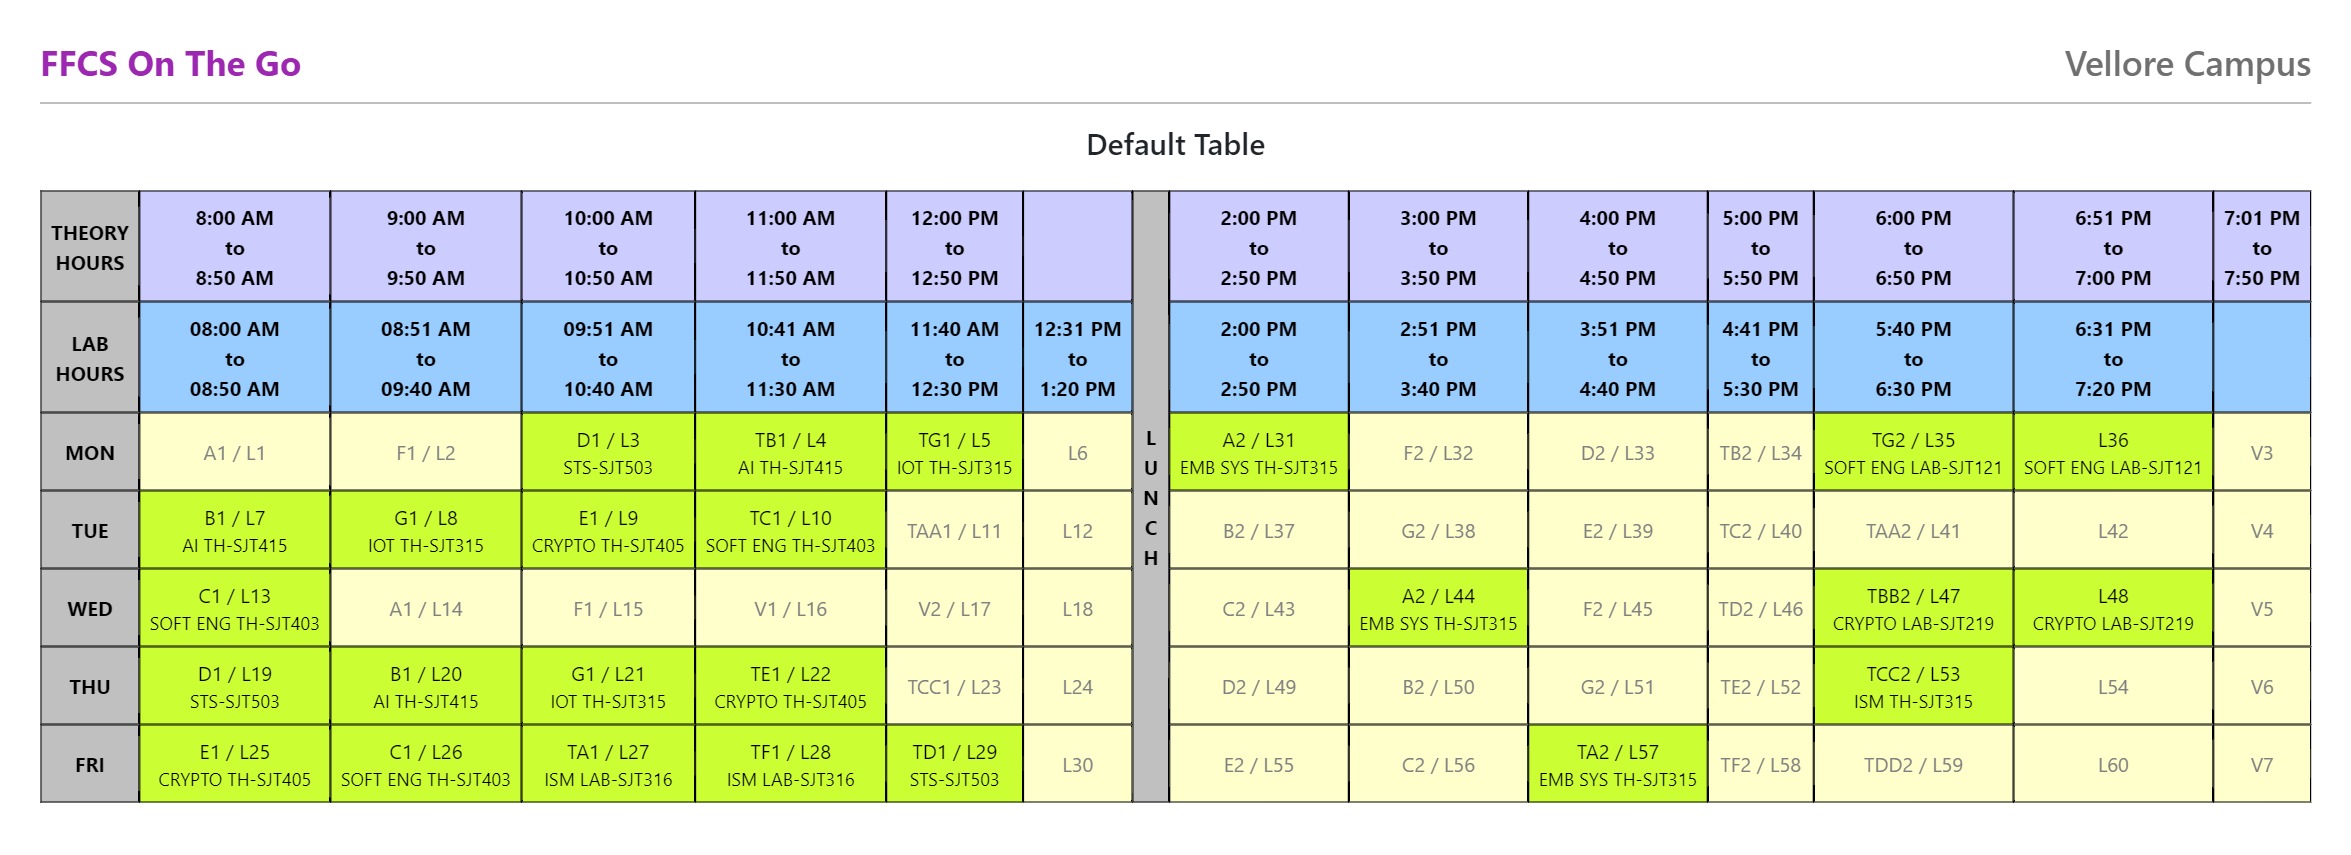 FFCS On The Go
Vellore Campus
Default Table
THEORY HOURS
8:00 AM to 8:50 AM
9:00 AM to 9:50 AM
10:00 AM to 10:50 AM
11:00 AM to 11:50 AM
12:00 PM to 12:50 PM
2:00 PM to 2:50 PM
3:00 PM to 3:50 PM
4:00 PM to 4:50 PM
5:00 PM to 5:50 PM
6:00 PM to 6:50 PM
6:51 PM to 7:00 PM
7:01 PM to 7:50 PM
LAB HOURS
08:00 AM to 08:50 AM
08:51 AM to 09:40 AM
09:51 AM to 10:40 AM
10:41 AM to 11:30 AM
11:40 AM to 12:30 PM
12:31 PM to 1:20 PM
LUNCH
2:00 PM to 2:50 PM
2:51 PM to 3:40 PM
3:51 PM to 4:40 PM
4:41 PM to 5:30 PM
5:40 PM to 6:30 PM
6:31 PM to 7:20 PM
MON
A1 / L1
F1 / L2
D1 / L3
STS-SJT503
TB1 / L4
AI TH-SJT415
TG1 / L5
IOT TH-SJT315
L6
A2 / L31
EMB SYS TH-SJT315
F2 / L32
D2 / L33
TB2 / L34
TG2 / L35
SOFT ENG LAB-SJT121
L36
SOFT ENG LAB-SJT121
V3
TUE
B1 / L7
AI TH-SJT415
G1 / L8
IOT TH-SJT315
E1 / L9
CRYPTO TH-SJT405
TC1 / L10
SOFT ENG TH-SJT403
TAA1 / L11
L12
B2 / L37
G2 / L38
E2 / L39
TC2 / L40
TAA2 / L41
L42
V4
WED
C1 / L13
SOFT ENG TH-SJT403
A1 / L14
F1 / L15
V1 / L16
V2 / L17
L18
C2 / L43
A2 / L44
EMB SYS TH-SJT315
F2 / L45
TD2 / L46
TBB2 / L47
CRYPTO LAB-SJT219
L48
CRYPTO LAB-SJT219
V5
THU
D1 / L19
STS-SJT503
B1 / L20
AI TH-SJT415
G1 / L21
IOT TH-SJT315
TE1 / L22
CRYPTO TH-SJT405
TCC1 / L23
L24
D2 / L49
B2 / L50
G2 / L51
TE2 / L52
TCC2 / L53
ISM TH-SJT315
L54
V6
FRI
E1 / L25
CRYPTO TH-SJT405
C1 / L26
SOFT ENG TH-SJT403
TA1 / L27
ISM LAB-SJT316
TF1 / L28
ISM LAB-SJT316
TD1 / L29
STS-SJT503
L30
E2 / L55
C2 / L56
TA2 / L57
EMB SYS TH-SJT315
TF2 / L58
TDD2 / L59
L60
V7